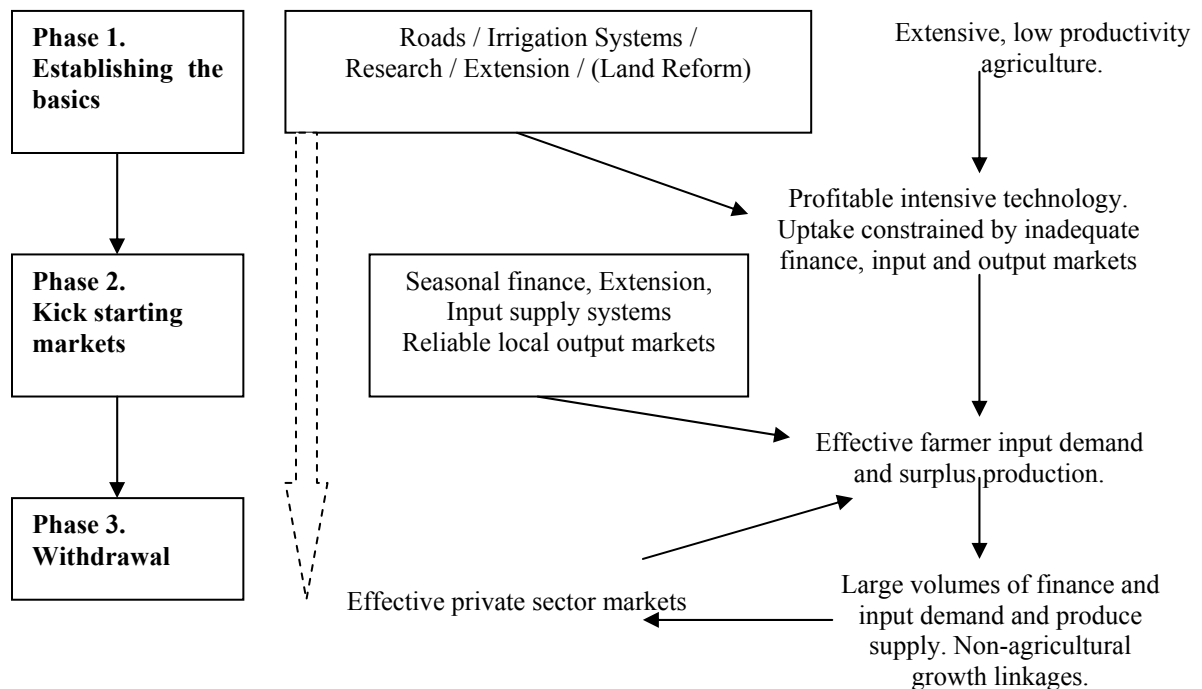 Phase 1.
Establishing the
basics
Roads / Irrigation Systems /
Research / Extension / (Land Reform)
Extensive, low productivity
agriculture.
Profitable intensive technology.
Uptake constrained by inadequate
finance, input and output markets
Phase 2.
Kick starting
markets
Seasonal finance, Extension,
Input supply systems
Reliable local output markets
Effective farmer input demand
and surplus production.
Phase 3.
Withdrawal
Effective private sector markets
Large volumes of finance and
input demand and produce
supply. Non-agricultural
growth linkages.